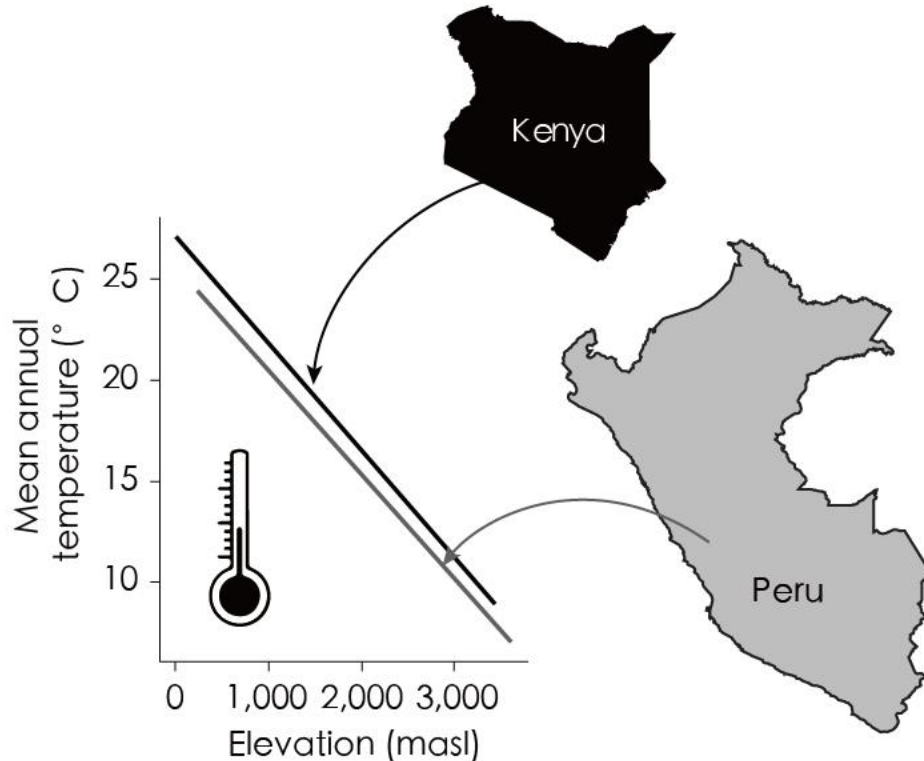 Kenya
Peru
Mean annual
temperature (° C)
25
20
15
10
0 1,000 2,000 3,000
Elevation (masl)